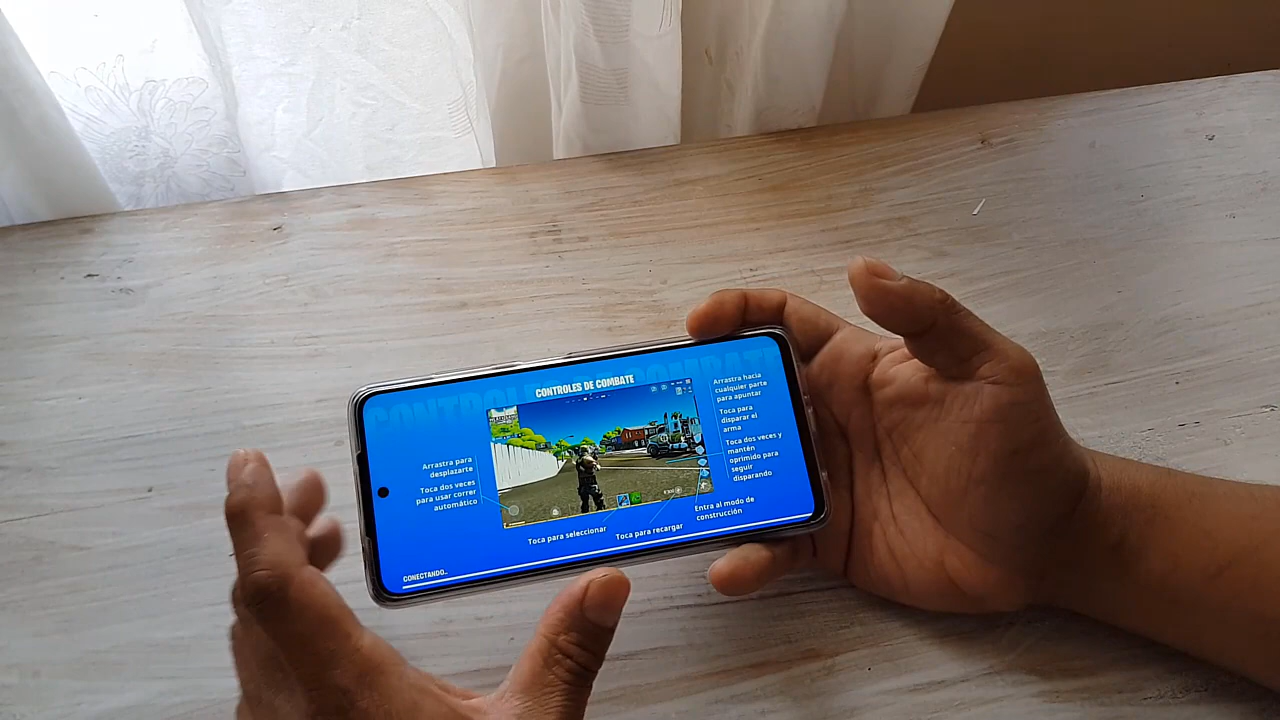 CONTROLES DE COMBATE
Arrastra para
desplazarte
Toca dos veces
para usar correr
automático
Arrastra hacia
cualquier parte
para apuntar
Toca para
disparar el
arma
Toca dos veces y
mantén
oprimido para
seguir
disparando
Entra al modo de
construcción
Toca para seleccionar
Toca para recargar
CONECTANDO...